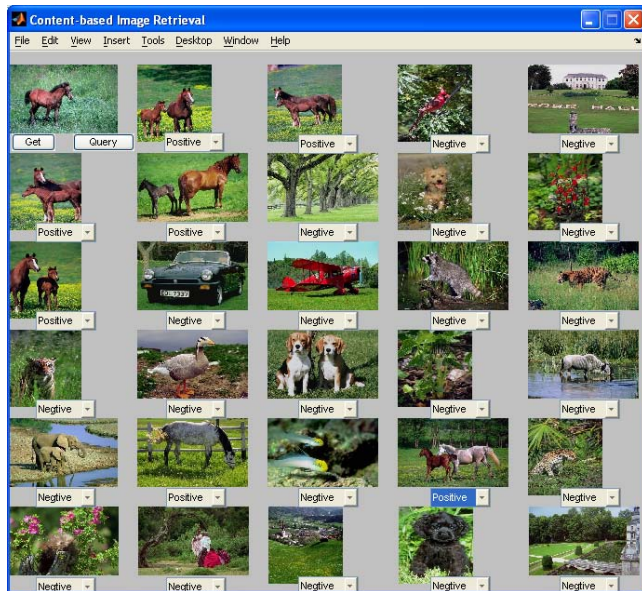 Content-based Image Retrieval
File Edit View Insert Tools Desktop Window Help
Get Query Positive Positive Negtive Negtive
Positive Positive Negtive Negtive Negtive
Positive Negtive Negtive Negtive Negtive
Negtive Negtive Negtive Negtive Negtive
Negtive Positive Negtive Positive Negtive
Negtive Negtive Negtive Negtive Negtive